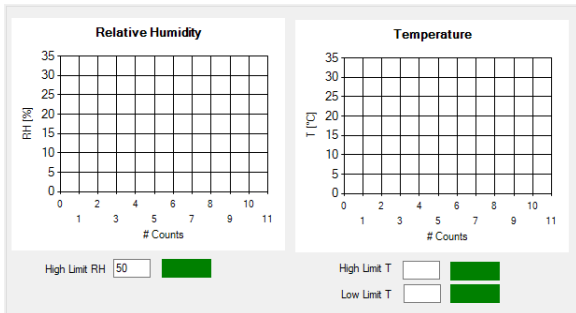 Relative Humidity
35
30
25
20
15
10
5
0
RH [%]
0 2 4 6 8 10
1 3 5 7 9 11
# Counts
High Limit RH 50
Temperature
35
30
25
20
15
10
5
0
T [°C]
0 2 4 6 8 10
1 3 5 7 9 11
# Counts
High Limit T
Low Limit T